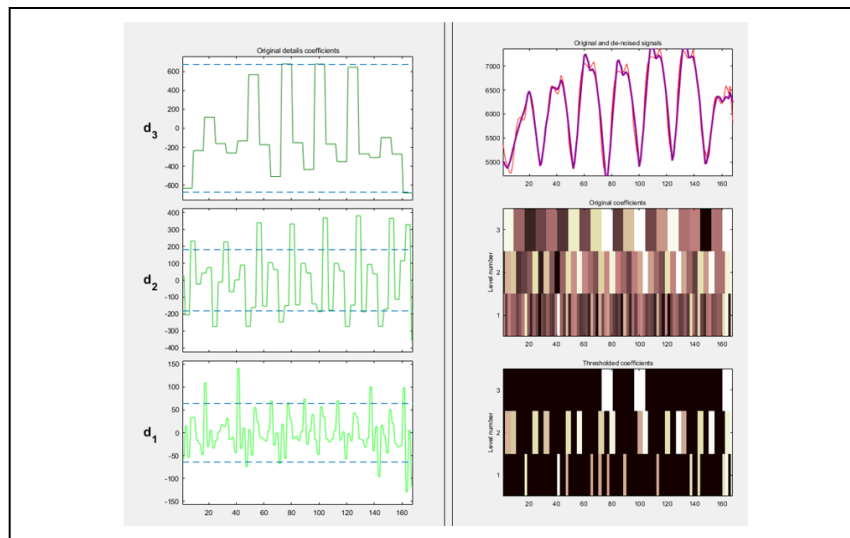 Original details coefficients
d3
600
400
200
0
-200
-400
-600
d2
400
300
200
100
0
-100
-200
-300
-400
d1
150
100
50
0
-50
-100
-150
20 40 60 80 100 120 140 160
Original and de-noised signals
7000
6500
6000
5500
5000
20 40 60 80 100 120 140 160
Original coefficients
Level number
3
2
1
20 40 60 80 100 120 140 160
Thresholded coefficients
Level number
3
2
1
20 40 60 80 100 120 140 160